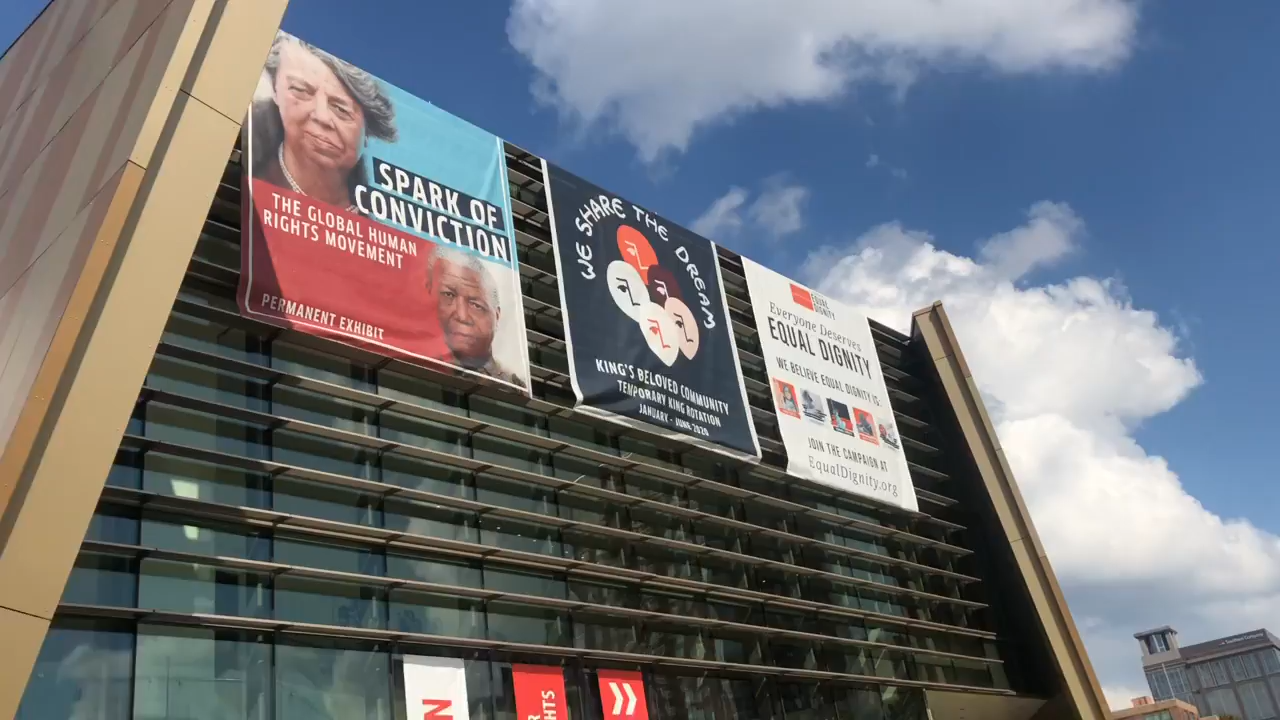 SPARK OF
CONVICTION
THE GLOBAL HUMAN
RIGHTS MOVEMENT
PERMANENT EXHIBIT
WE SHARE THE DREAM
KING'S BELOVED COMMUNITY
TEMPORARY KING ROTATION
JANUARY - JUNE 2020
EQUAL
DIGNITY
Everyone Deserves
EQUAL DIGNITY
WE BELIEVE EQUAL DIGNITY IS:
JOIN THE CAMPAIGN AT
EqualDignity.org
N
R
HTS